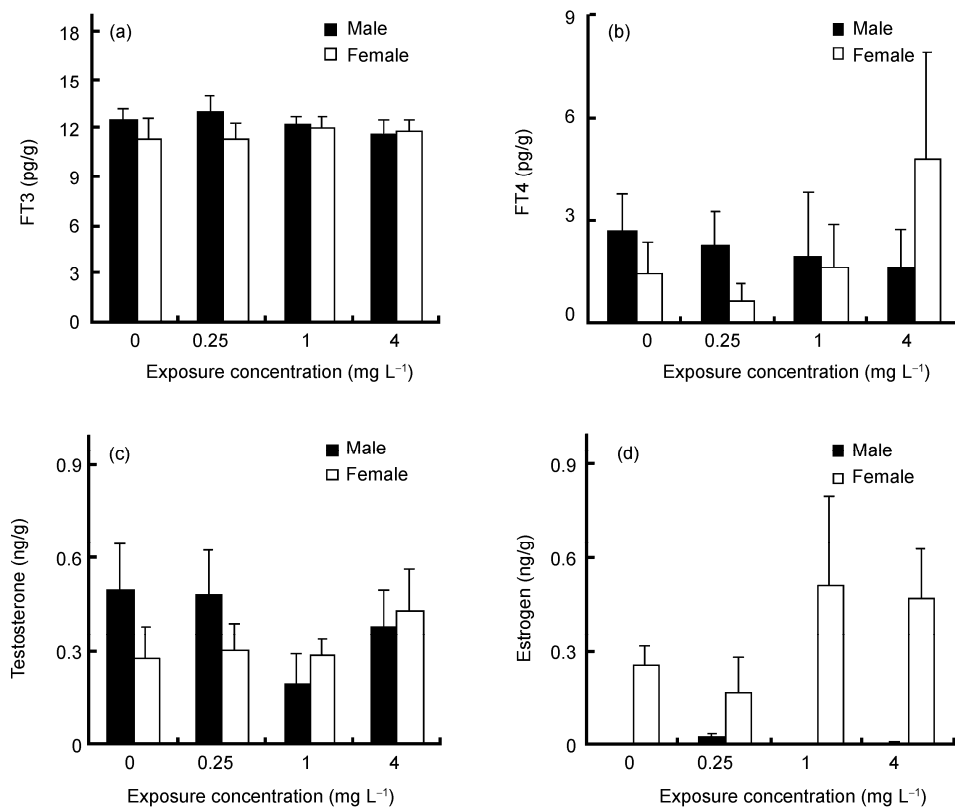 (a)
Male
Female
18
15
12
9
6
3
0
FT3 (pg/g)
0 0.25 1 4
Exposure concentration (mg L⁻¹)
(b)
Male
Female
9
6
3
0
FT4 (pg/g)
0 0.25 1 4
Exposure concentration (mg L⁻¹)
(c)
Male
Female
0.9
0.6
0.3
0
Testosterone (ng/g)
0 0.25 1 4
Exposure concentration (mg L⁻¹)
(d)
Male
Female
0.9
0.6
0.3
0
Estrogen (ng/g)
0 0.25 1 4
Exposure concentration (mg L⁻¹)